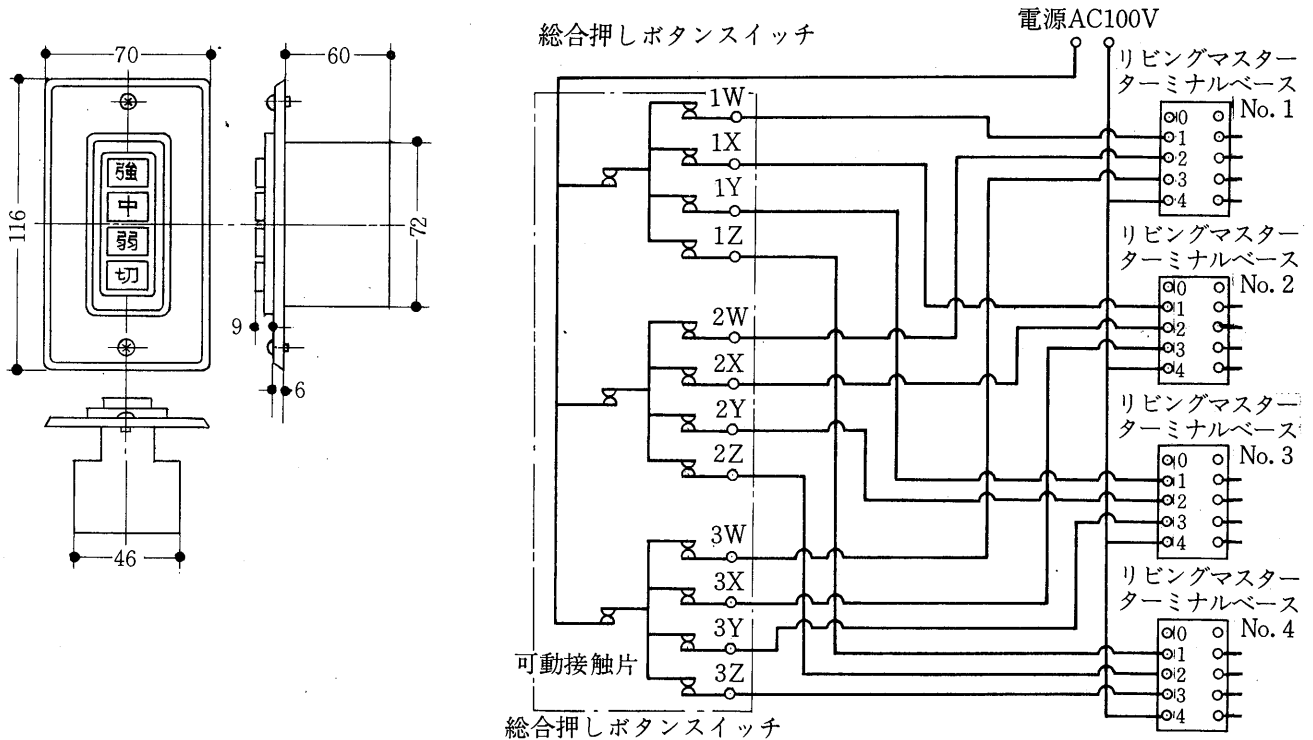 70
60
116
強
中
弱
切
72
9
6
46
総合押しボタンスイッチ
電源AC100V
1W
1X
1Y
1Z
2W
2X
2Y
2Z
3W
3X
3Y
3Z
可動接触片
総合押しボタンスイッチ
リビングマスター
ターミナルベース
No. 1
0
1
2
3
4
リビングマスター
ターミナルベース
No. 2
0
1
2
3
4
リビングマスター
ターミナルベース
No. 3
0
1
2
3
4
リビングマスター
ターミナルベース
No. 4
0
1
2
3
4